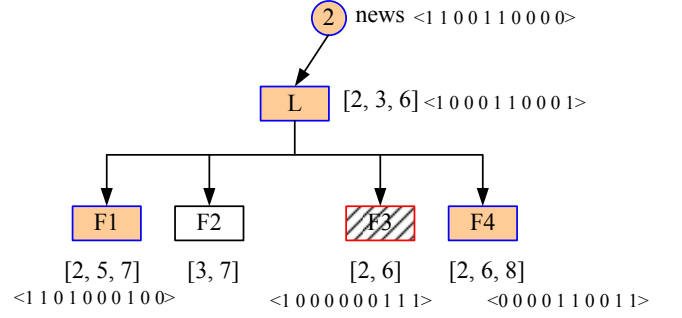 2 news <1 1 0 0 1 1 0 0 0 0>
L [2, 3, 6] <1 0 0 0 1 1 0 0 0 1>
F1 F2 F3 F4
[2, 5, 7] [3, 7] [2, 6] [2, 6, 8]
<1 1 0 1 0 0 0 1 0 0> <1 0 0 0 0 0 0 1 1 1> <0 0 0 0 1 1 0 0 1 1>